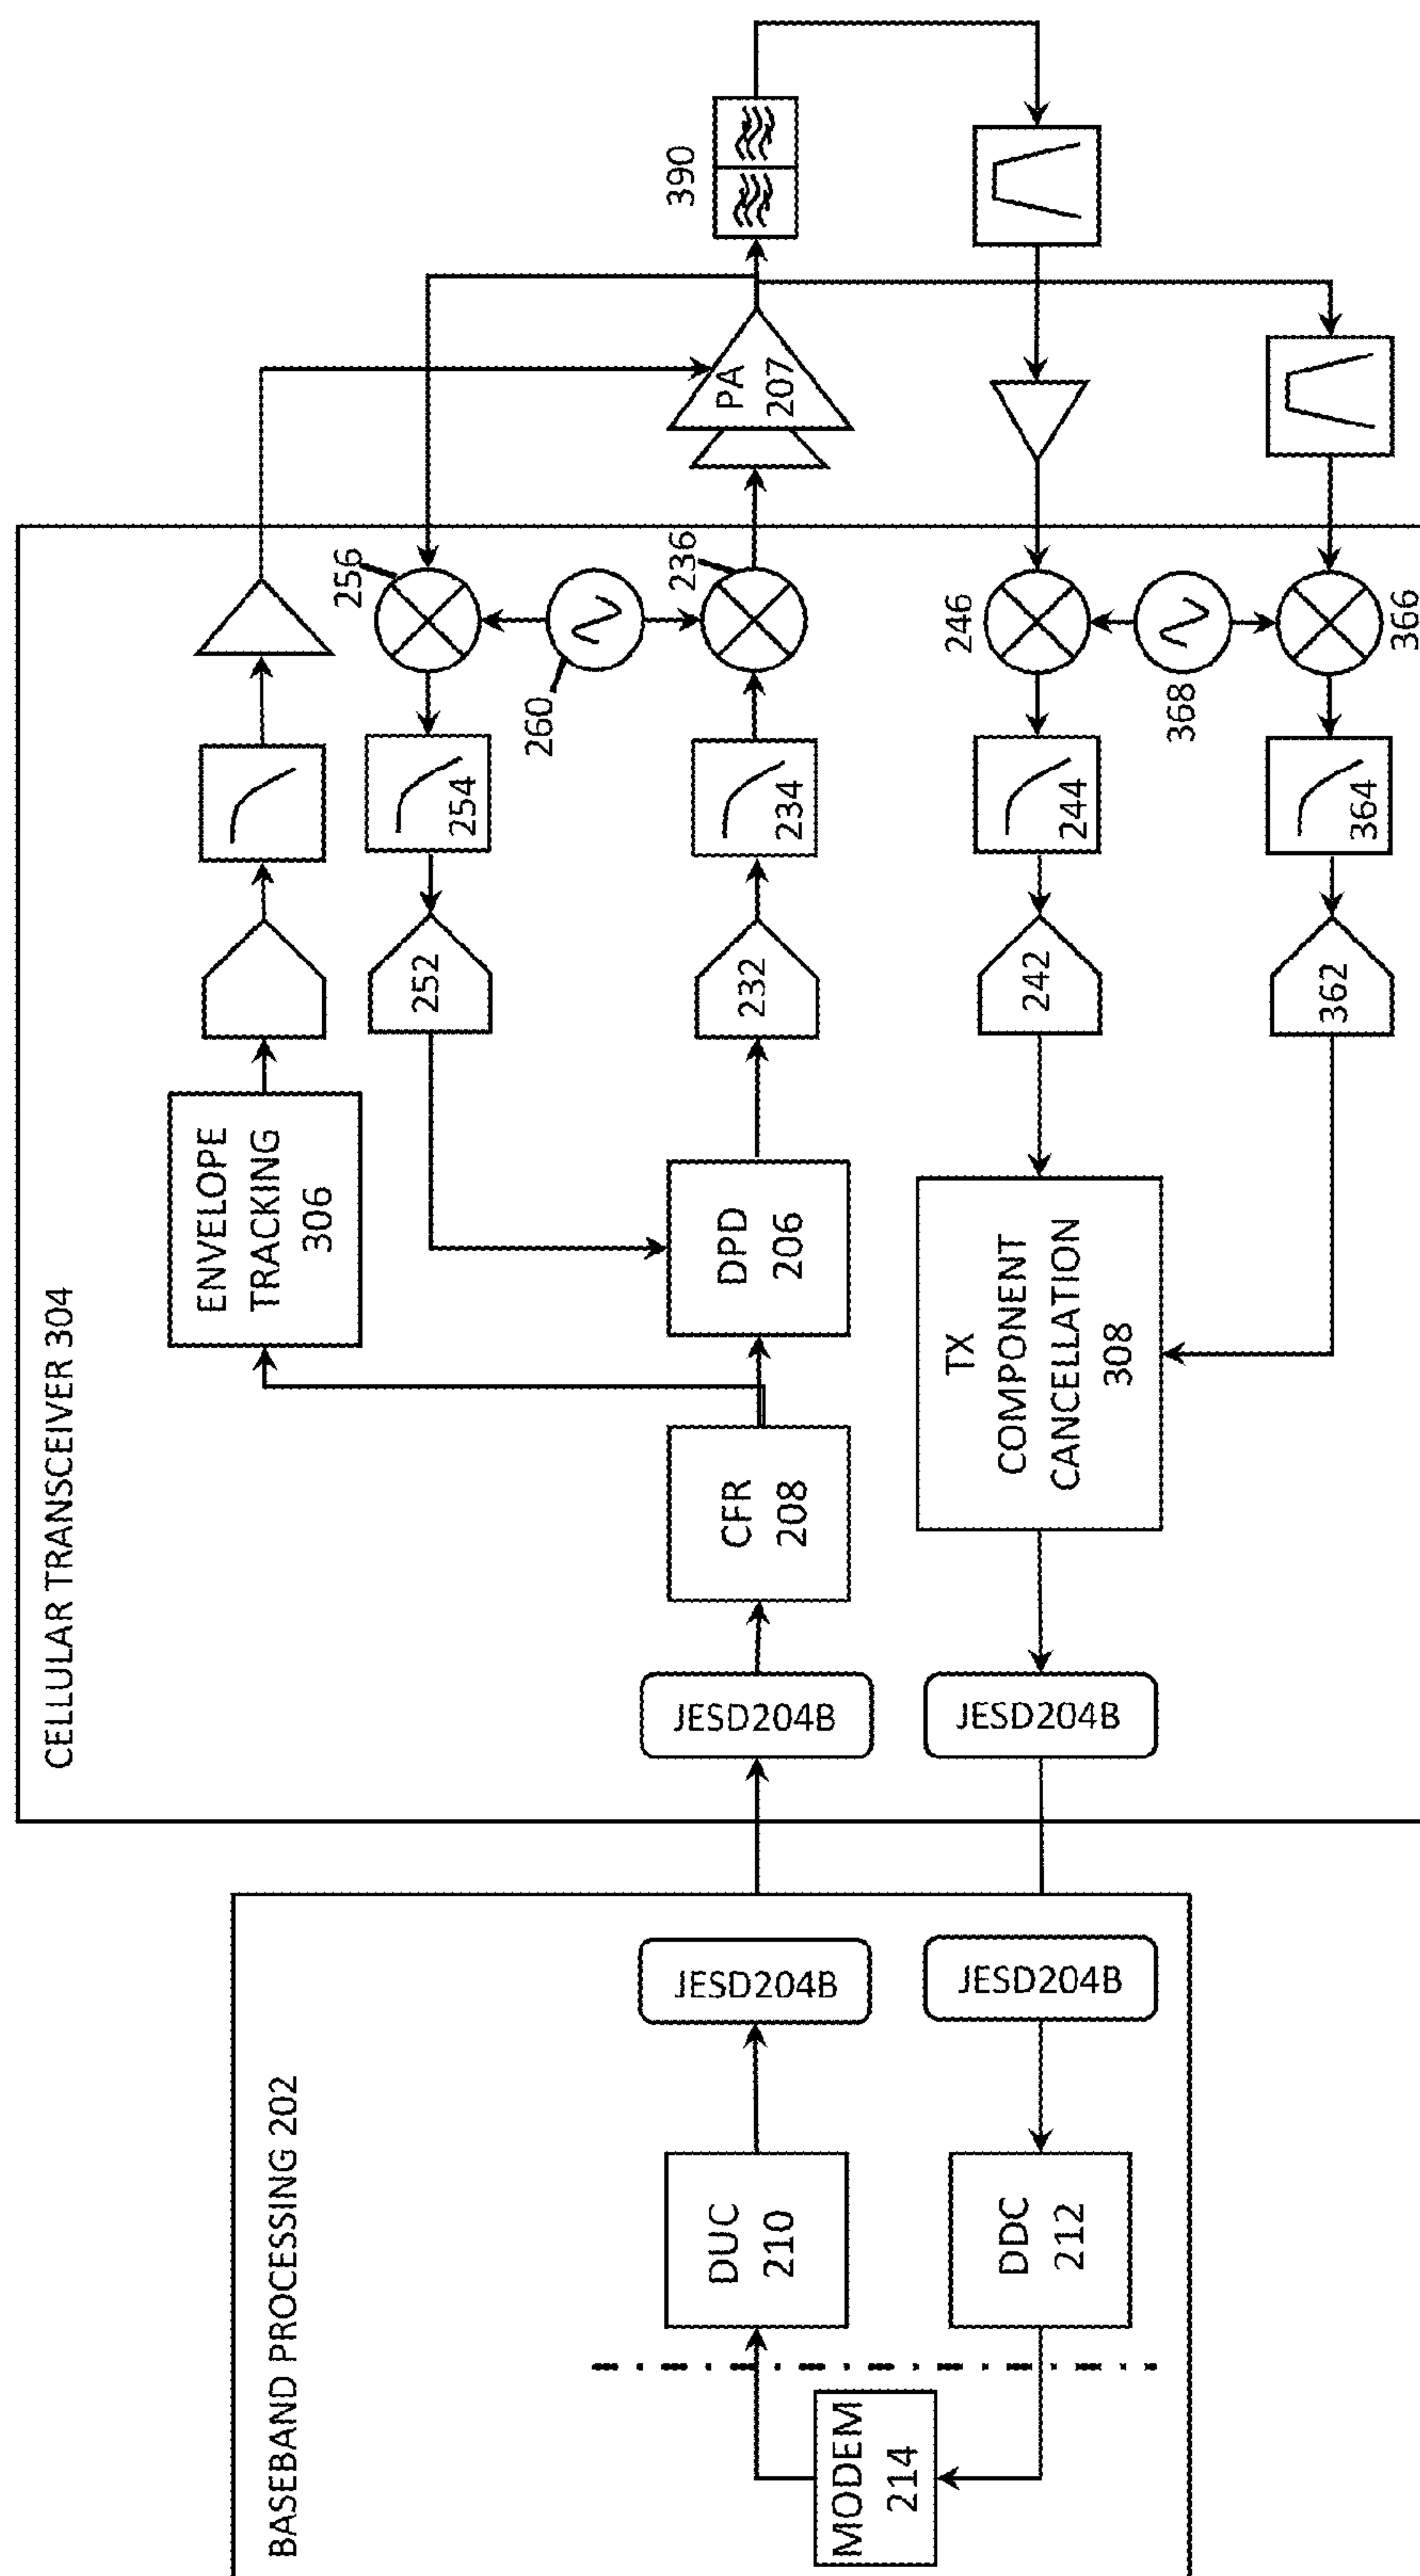 BASEBAND PROCESSING 202
MODEM
214
DUC
210
DDC
212
JESD204B
JESD204B
CELLULAR TRANSCEIVER 304
JESD204B
JESD204B
CFR
208
ENVELOPE
TRACKING
306
DPD
206
TX
COMPONENT
CANCELLATION
308
252
232
242
362
254
234
244
364
260
368
256
236
246
366
PA
207
390